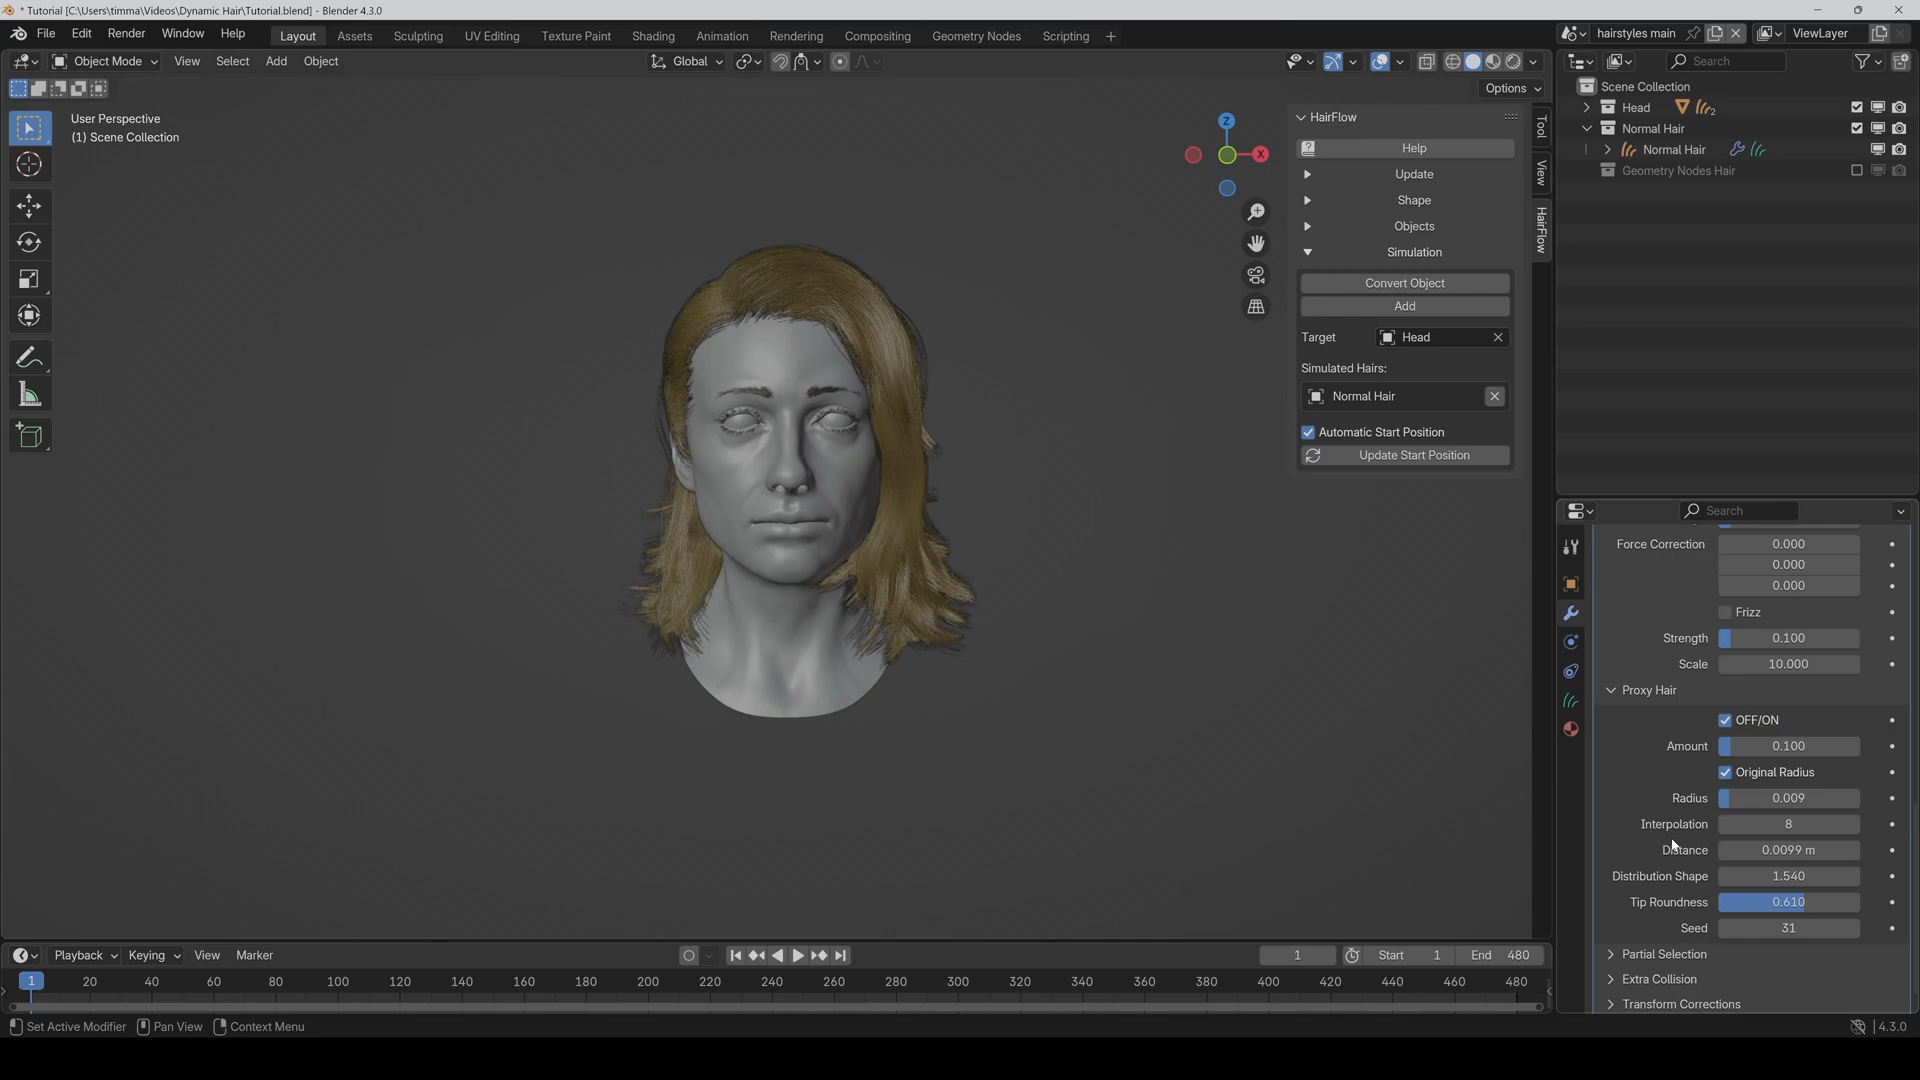 * Tutorial [C:\Users\timma\Videos\Dynamic Hair\Tutorial.blend] - Blender 4.3.0
File Edit Render Window Help
Layout Assets Sculpting UV Editing Texture Paint Shading Animation Rendering Compositing Geometry Nodes Scripting +
hairstyles main
ViewLayer
Object Mode View Select Add Object
Global
Options
User Perspective
(1) Scene Collection
Z
X
HairFlow
Help
Update
Shape
Objects
Simulation
Convert Object
Add
Target Head
Simulated Hairs:
Normal Hair
Automatic Start Position
Update Start Position
Tool
View
HairFlow
Search
Scene Collection
Head 2
Normal Hair
Normal Hair
Geometry Nodes Hair
Search
Force Correction 0.000
0.000
0.000
Frizz
Strength 0.100
Scale 10.000
Proxy Hair
OFF/ON
Amount 0.100
Original Radius
Radius 0.009
Interpolation 8
Distance 0.0099 m
Distribution Shape 1.540
Tip Roundness 0.610
Seed 31
Partial Selection
Extra Collision
Transform Corrections
Playback Keying View Marker
1
Start 1 End 480
1 20 40 60 80 100 120 140 160 180 200 220 240 260 280 300 320 340 360 380 400 420 440 460 480
Set Active Modifier Pan View Context Menu
4.3.0